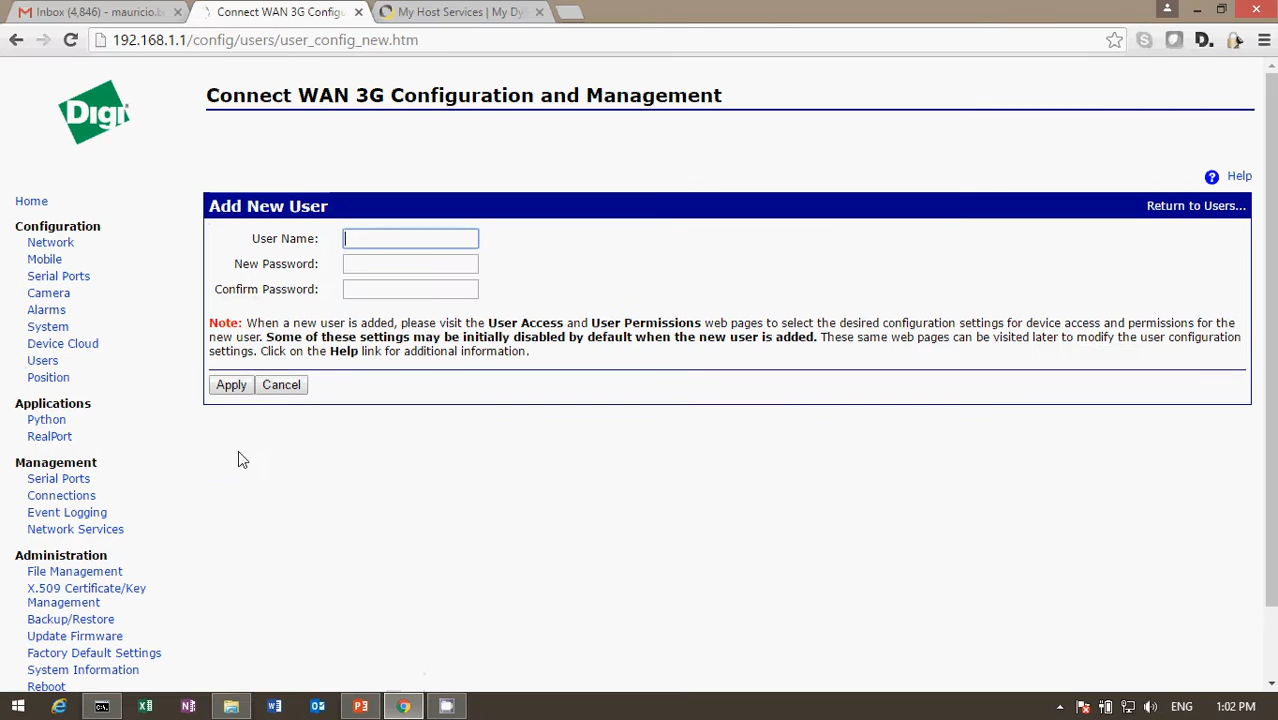 Inbox (4,846) - mauricio.b
Connect WAN 3G Configu
My Host Services | My Dy
192.168.1.1/config/users/user_config_new.htm
Digi
Connect WAN 3G Configuration and Management
Help
Home
Configuration
Network
Mobile
Serial Ports
Camera
Alarms
System
Device Cloud
Users
Position
Applications
Python
RealPort
Management
Serial Ports
Connections
Event Logging
Network Services
Administration
File Management
X.509 Certificate/Key
Management
Backup/Restore
Update Firmware
Factory Default Settings
System Information
Reboot
Add New User
Return to Users...
User Name:
New Password:
Confirm Password:
Note: When a new user is added, please visit the User Access and User Permissions web pages to select the desired configuration settings for device access and permissions for the
new user. Some of these settings may be initially disabled by default when the new user is added. These same web pages can be visited later to modify the user configuration
settings. Click on the Help link for additional information.
Apply Cancel
ENG 1:02 PM